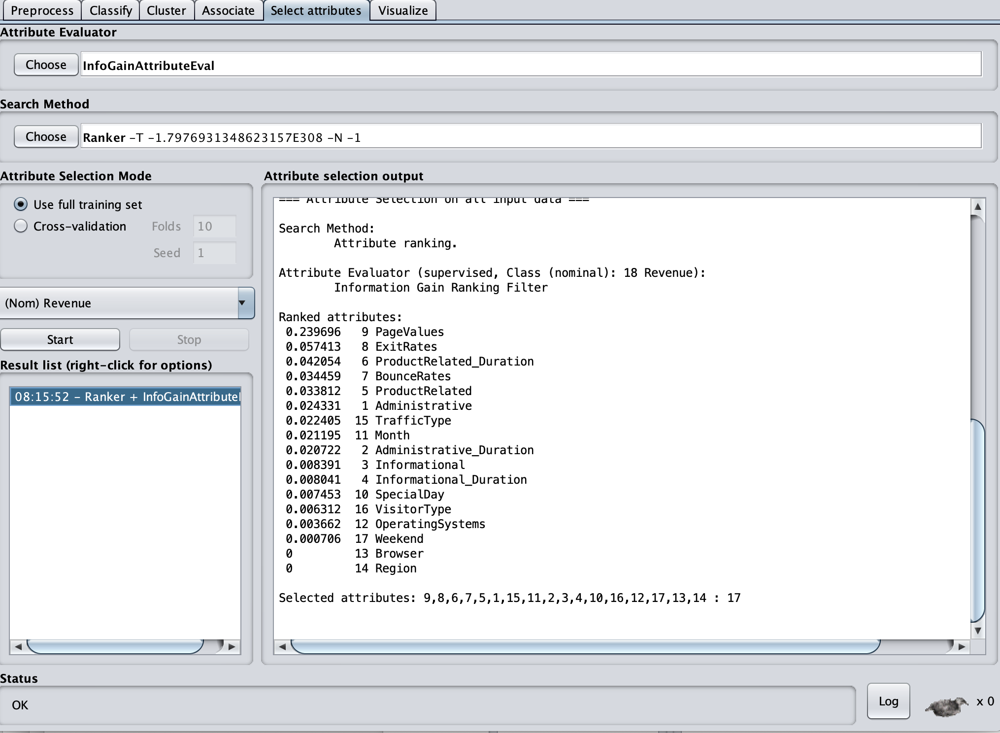 Preprocess Classify Cluster Associate Select attributes Visualize
Attribute Evaluator
Choose InfoGainAttributeEval
Search Method
Choose Ranker -T -1.7976931348623157E308 -N -1
Attribute Selection Mode
Use full training set
Cross-validation Folds 10
Seed 1
(Nom) Revenue
Start Stop
Result list (right-click for options)
08:15:52 - Ranker + InfoGainAttribute
Attribute selection output
=== Attribute Selection on all input data ===
Search Method:
Attribute ranking.
Attribute Evaluator (supervised, Class (nominal): 18 Revenue):
Information Gain Ranking Filter
Ranked attributes:
0.239696 9 PageValues
0.057413 8 ExitRates
0.042054 6 ProductRelated_Duration
0.034459 7 BounceRates
0.033812 5 ProductRelated
0.024331 1 Administrative
0.022405 15 TrafficType
0.021195 11 Month
0.020722 2 Administrative_Duration
0.008391 3 Informational
0.008041 4 Informational_Duration
0.007453 10 SpecialDay
0.006312 16 VisitorType
0.003662 12 OperatingSystems
0.000706 17 Weekend
0 13 Browser
0 14 Region
Selected attributes: 9,8,6,7,5,1,15,11,2,3,4,10,16,12,17,13,14 : 17
Status
OK
Log x 0